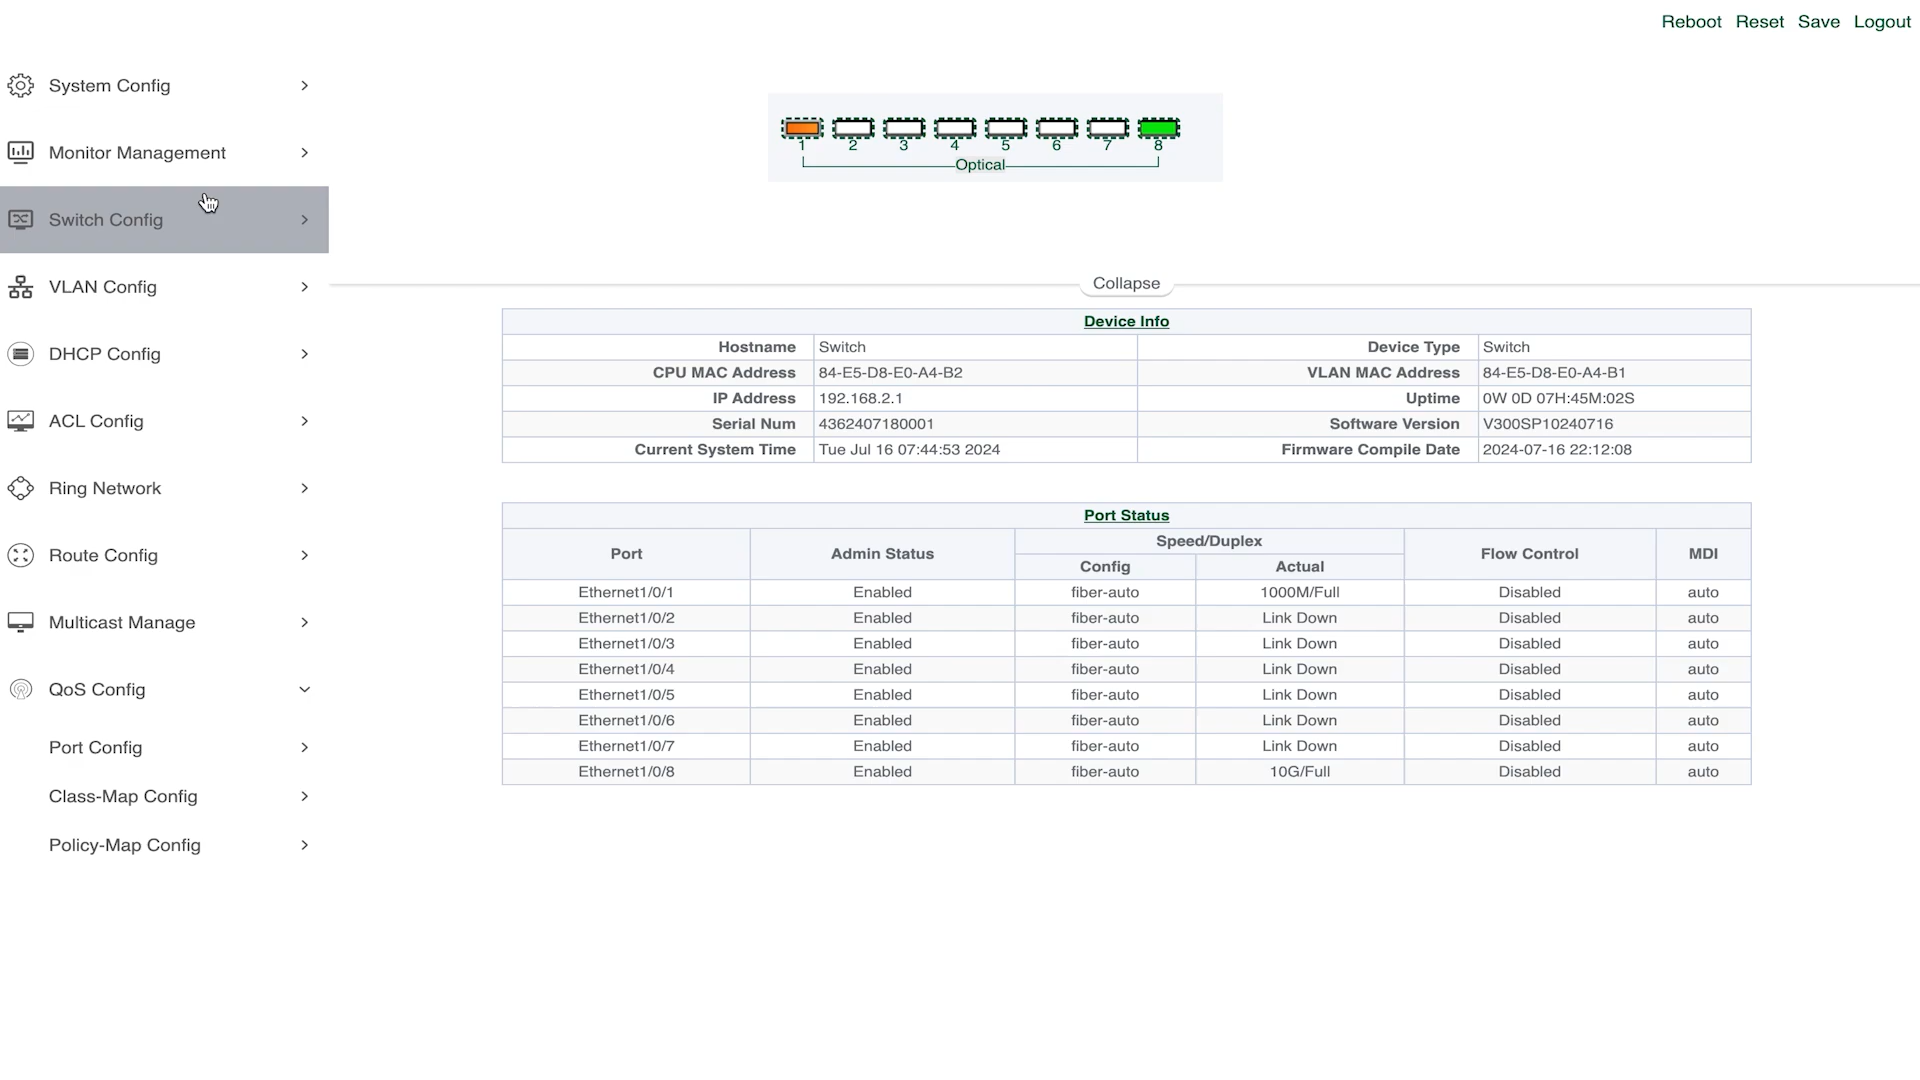 Reboot Reset Save Logout
System Config
Monitor Management
Switch Config
VLAN Config
DHCP Config
ACL Config
Ring Network
Route Config
Multicast Manage
QoS Config
Port Config
Class-Map Config
Policy-Map Config
1 2 3 4 5 6 7 8
Optical
Collapse
Device Info
Hostname Switch Device Type Switch
CPU MAC Address 84-E5-D8-E0-A4-B2 VLAN MAC Address 84-E5-D8-E0-A4-B1
IP Address 192.168.2.1 Uptime 0W 0D 07H:45M:02S
Serial Num 4362407180001 Software Version V300SP10240716
Current System Time Tue Jul 16 07:44:53 2024 Firmware Compile Date 2024-07-16 22:12:08
Port Status
Port Admin Status Speed/Duplex Flow Control MDI
Config Actual
Ethernet1/0/1 Enabled fiber-auto 1000M/Full Disabled auto
Ethernet1/0/2 Enabled fiber-auto Link Down Disabled auto
Ethernet1/0/3 Enabled fiber-auto Link Down Disabled auto
Ethernet1/0/4 Enabled fiber-auto Link Down Disabled auto
Ethernet1/0/5 Enabled fiber-auto Link Down Disabled auto
Ethernet1/0/6 Enabled fiber-auto Link Down Disabled auto
Ethernet1/0/7 Enabled fiber-auto Link Down Disabled auto
Ethernet1/0/8 Enabled fiber-auto 10G/Full Disabled auto